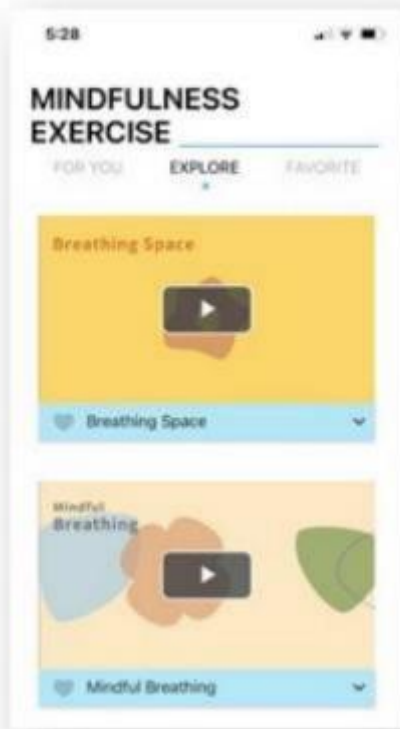 5:28
MINDFULNESS
EXERCISE
FOR YOU EXPLORE FAVORITE
Breathing Space
Breathing Space
Mindful
Breathing
Mindful Breathing